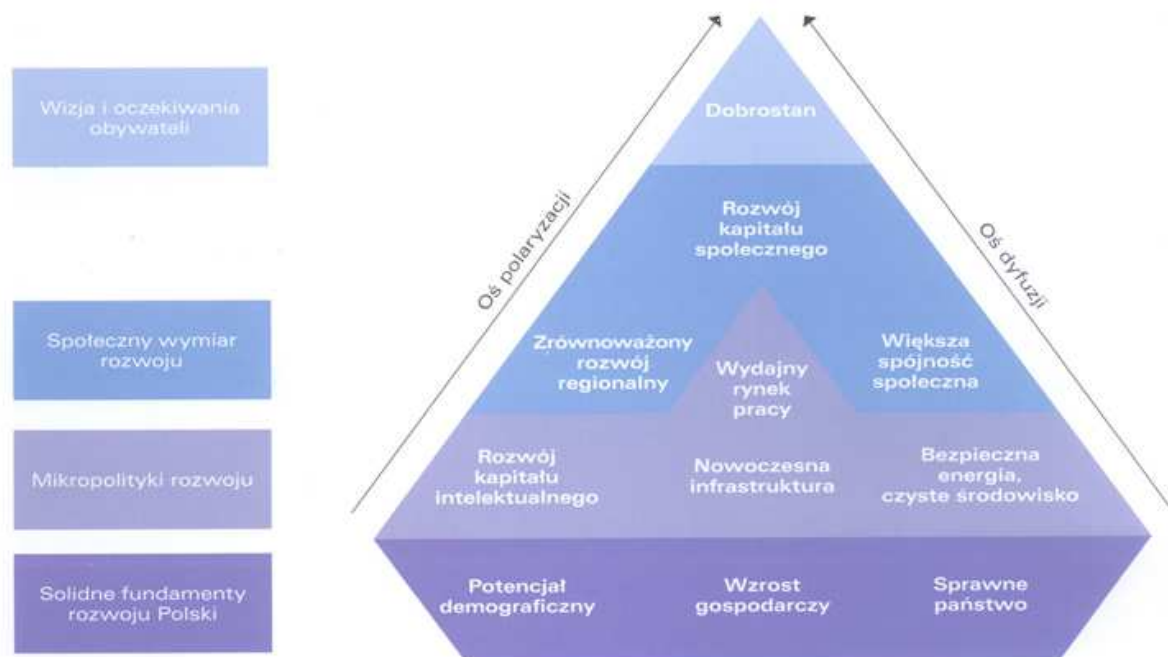 Wizja i oczekiwania
obywateli
Społeczny wymiar
rozwoju
Mikropolityki rozwoju
Solidne fundamenty
rozwoju Polski
Oś polaryzacji
Oś dyfuzji
Dobrostan
Rozwój
kapitału
społecznego
Zrównoważony
rozwój
regionalny
Wydajny
rynek
pracy
Większa
spójność
społeczna
Rozwój
kapitału
intelektualnego
Nowoczesna
infrastruktura
Bezpieczna
energia,
czyste środowisko
Potencjał
demograficzny
Wzrost
gospodarczy
Sprawne
państwo